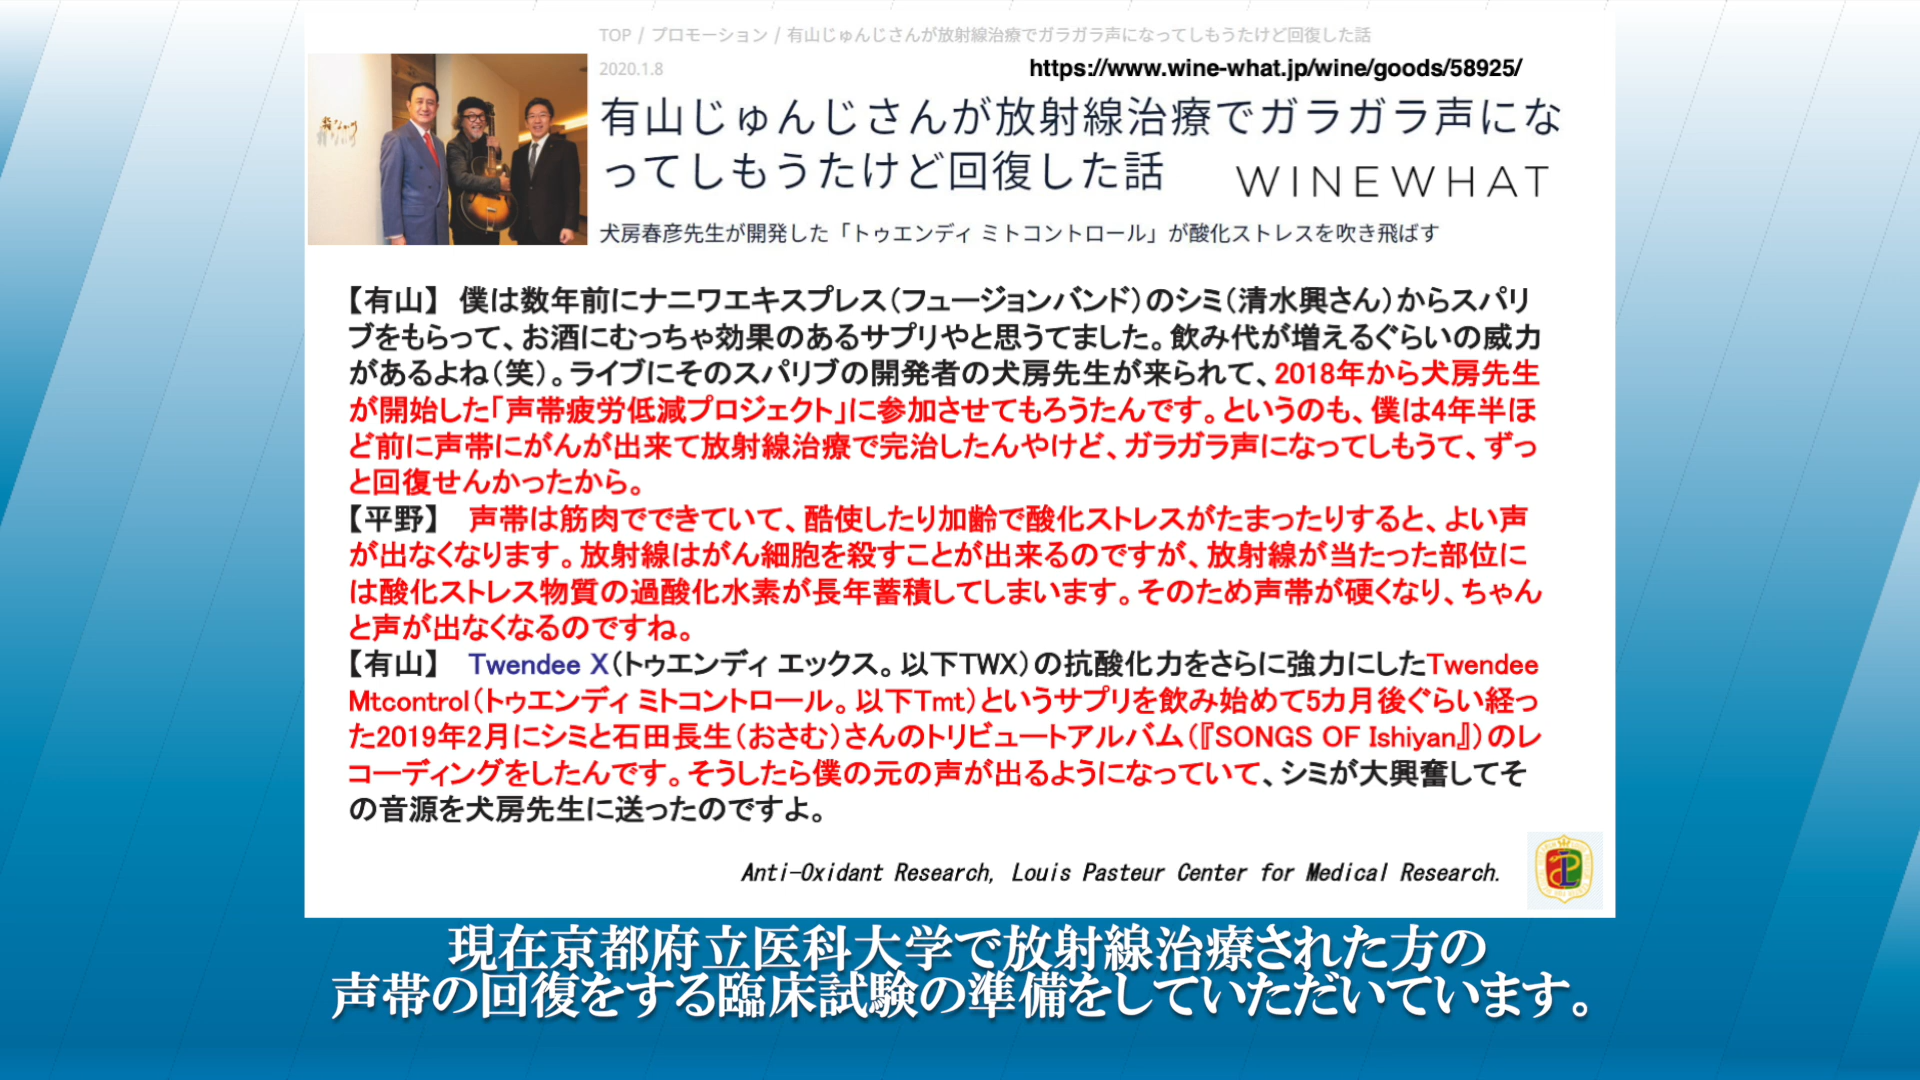 TOP / プロモーション / 有山じゅんじさんが放射線治療でガラガラ声になってしもうたけど回復した話
2020.1.8
https://www.wine-what.jp/wine/goods/58925/
有山じゅんじさんが放射線治療でガラガラ声にな
ってしもうたけど回復した話
WINEWHAT
犬房春彦先生が開発した「トゥエンディ ミトコントロール」が酸化ストレスを吹き飛ばす
【有山】 僕は数年前にナニワエキスプレス（フュージョンバンド）のシミ（清水興さん）からスパリ
ブをもらって、お酒にむっちゃ効果のあるサプリやと思うてました。飲み代が増えるぐらいの威力
があるよね（笑）。ライブにそのスパリブの開発者の犬房先生が来られて、2018年から犬房先生
が開始した「声帯疲労低減プロジェクト」に参加させてもろうたんです。というのも、僕は4年半ほ
ど前に声帯にがんが出来て放射線治療で完治したんやけど、ガラガラ声になってしもうて、ずっ
と回復せんかったから。
【平野】 声帯は筋肉でできていて、酷使したり加齢で酸化ストレスがたまったりすると、よい声
が出なくなります。放射線はがん細胞を殺すことが出来るのですが、放射線が当たった部位に
は酸化ストレス物質の過酸化水素が長年蓄積してしまいます。そのため声帯が硬くなり、ちゃん
と声が出なくなるのですね。
【有山】 Twendee X（トゥエンディ エックス。以下TWX）の抗酸化力をさらに強力にしたTwendee
Mtcontrol（トゥエンディ ミトコントロール。以下Tmt）というサプリを飲み始めて5カ月後ぐらい経っ
た2019年2月にシミと石田長生（おさむ）さんのトリビュートアルバム（『SONGS OF Ishiyan』）のレ
コーディングをしたんです。そうしたら僕の元の声が出るようになっていて、シミが大興奮してそ
の音源を犬房先生に送ったのですよ。
Anti-Oxidant Research, Louis Pasteur Center for Medical Research.
現在京都府立医科大学で放射線治療された方の
声帯の回復をする臨床試験の準備をしていただいています。